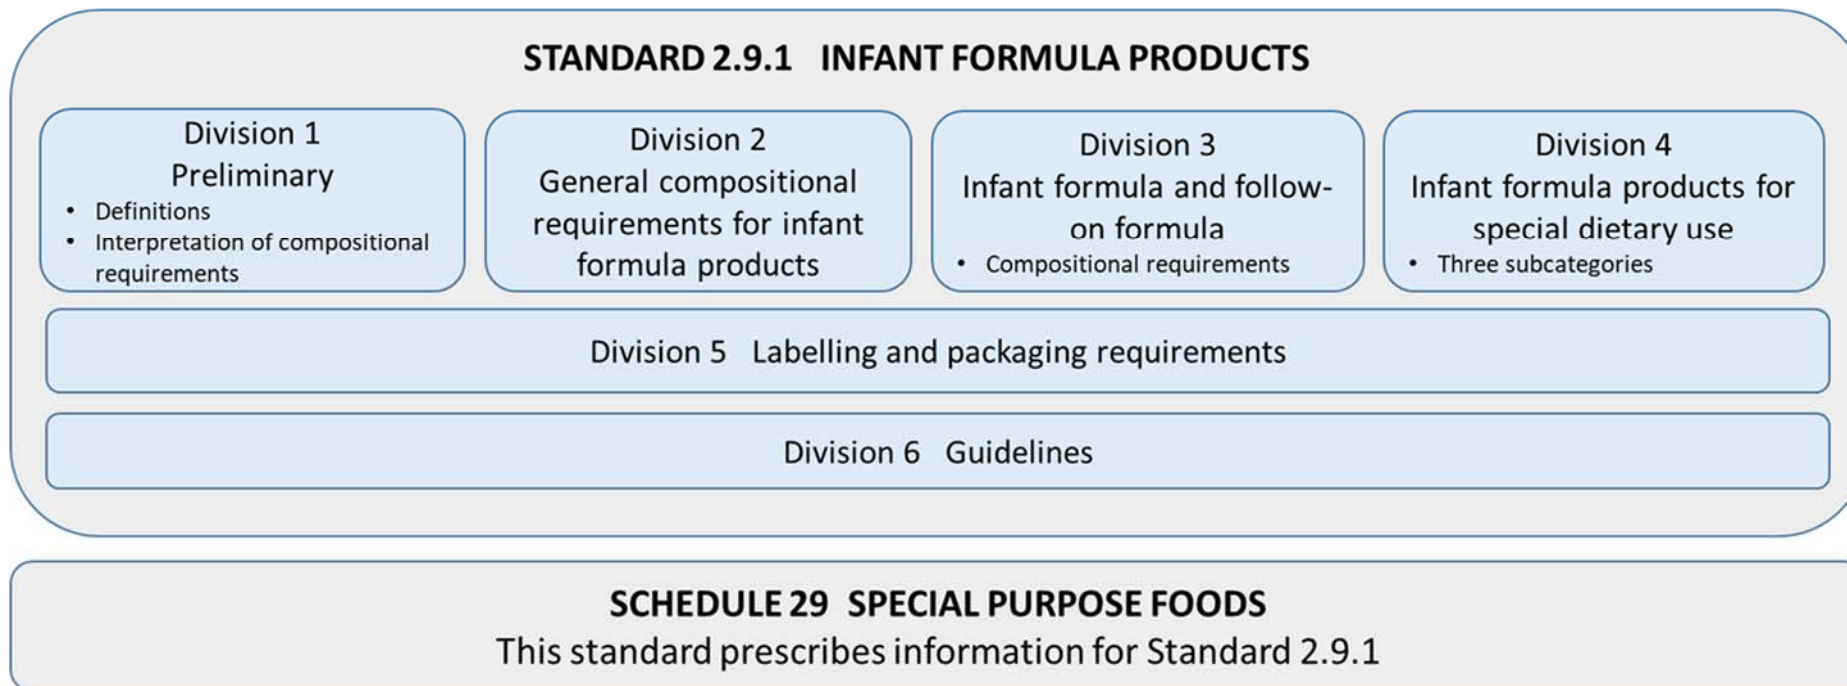 STANDARD 2.9.1 INFANT FORMULA PRODUCTS
Division 1
Preliminary
• Definitions
• Interpretation of compositional
requirements
Division 2
General compositional
requirements for infant
formula products
Division 3
Infant formula and follow-
on formula
• Compositional requirements
Division 4
Infant formula products for
special dietary use
• Three subcategories
Division 5 Labelling and packaging requirements
Division 6 Guidelines
SCHEDULE 29 SPECIAL PURPOSE FOODS
This standard prescribes information for Standard 2.9.1